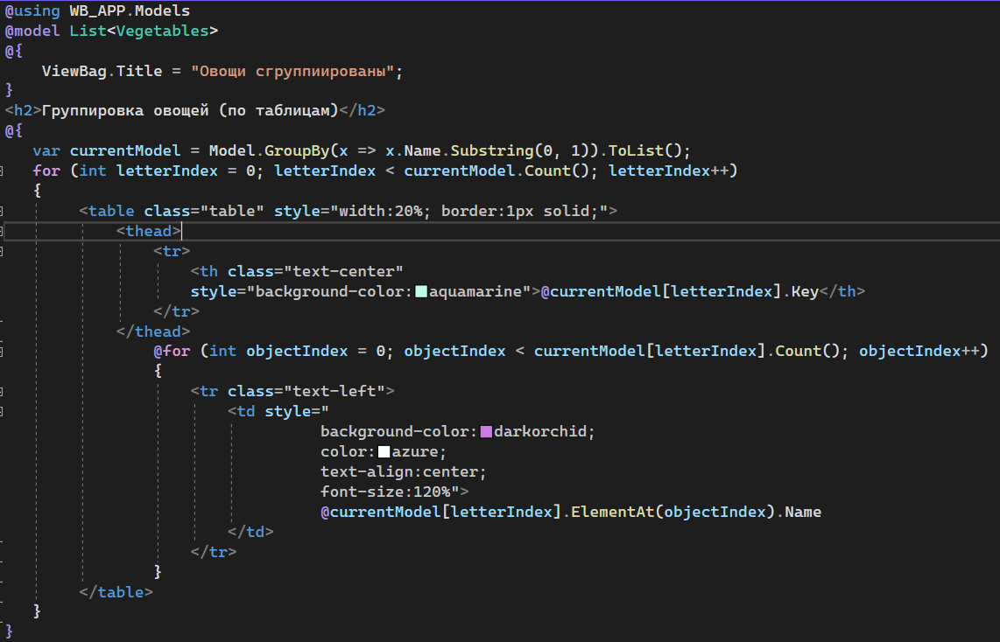 @using WB_APP.Models
@model List<Vegetables>
@{
    ViewBag.Title = "Овощи сгруппиированы";
}
<h2>Группировка овощей (по таблицам)</h2>
@{
   var currentModel = Model.GroupBy(x => x.Name.Substring(0, 1)).ToList();
   for (int letterIndex = 0; letterIndex < currentModel.Count(); letterIndex++)
   {
        <table class="table" style="width:20%; border:1px solid;">
            <thead>
                <tr>
                    <th class="text-center"
                    style="background-color:aquamarine">@currentModel[letterIndex].Key</th>
                </tr>
            </thead>
                @for (int objectIndex = 0; objectIndex < currentModel[letterIndex].Count(); objectIndex++)
                {
                    <tr class="text-left">
                        <td style="
                                  background-color:darkorchid;
                                  color:azure;
                                  text-align:center;
                                  font-size:120%">
                                  @currentModel[letterIndex].ElementAt(objectIndex).Name
                        </td>
                    </tr>
                }
        </table>
   }
}